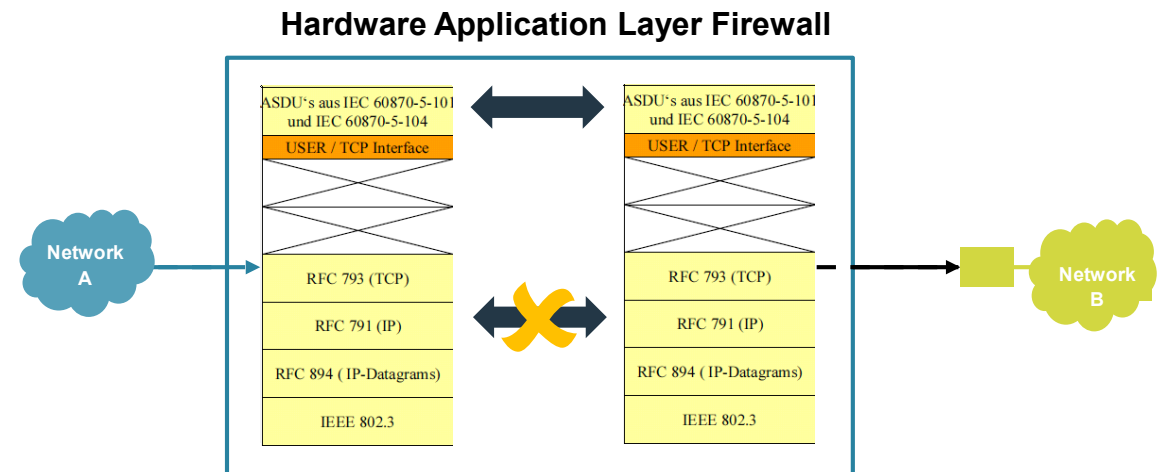 Hardware Application Layer Firewall
ASDU‘s aus IEC 60870-5-101
und IEC 60870-5-104
USER / TCP Interface
RFC 793 (TCP)
RFC 791 (IP)
RFC 894 ( IP-Datagrams)
IEEE 802.3
ASDU‘s aus IEC 60870-5-101
und IEC 60870-5-104
USER / TCP Interface
RFC 793 (TCP)
RFC 791 (IP)
RFC 894 ( IP-Datagrams)
IEEE 802.3
Network
A
Network
B